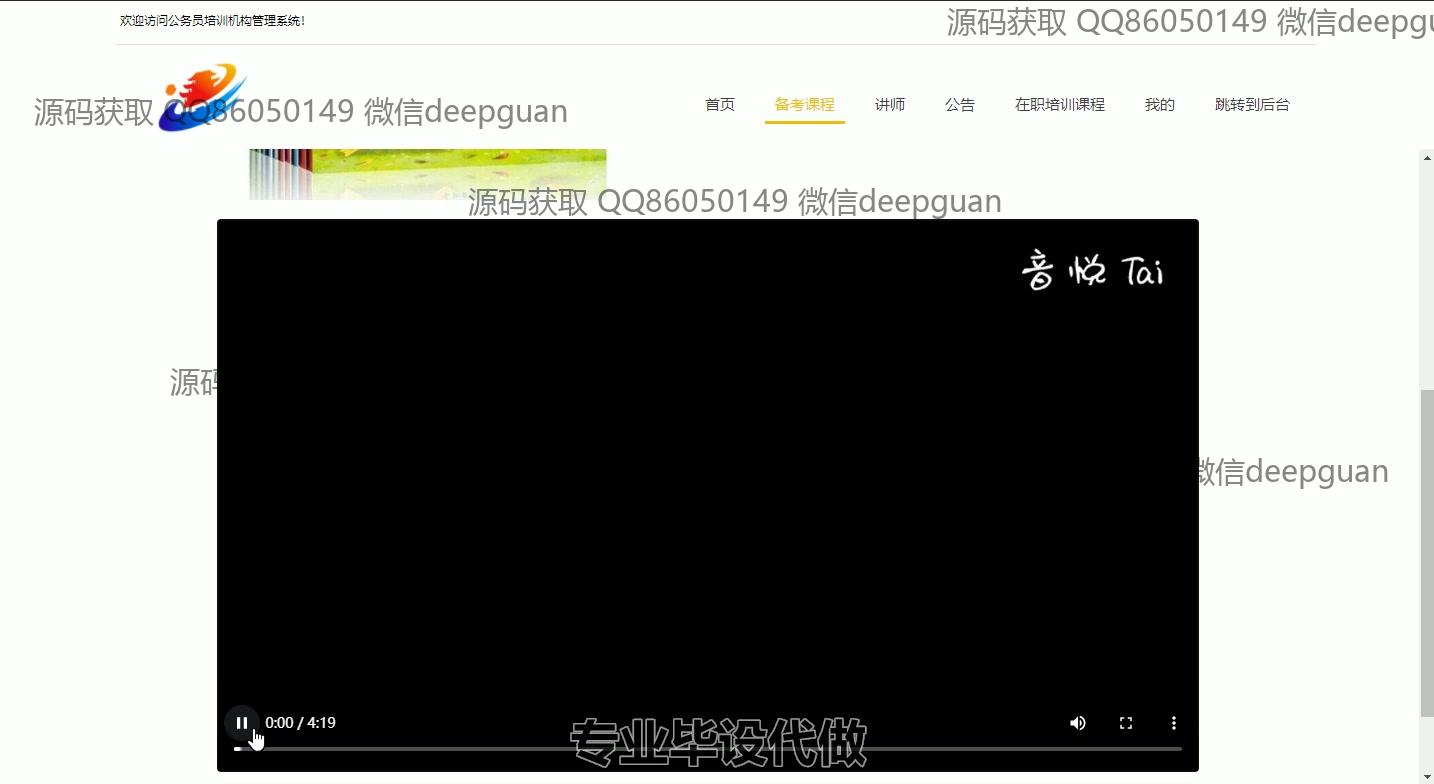 欢迎访问公务员培训机构管理系统！
源码获取 QQ86050149 微信deepgu
源码获取 QQ86050149 微信deepguan
首页 备考课程 讲师 公告 在职培训课程 我的 跳转到后台
源码获取 QQ86050149 微信deepguan
音悦Tai
源码
微信deepguan
0:00 / 4:19
专业毕设代做